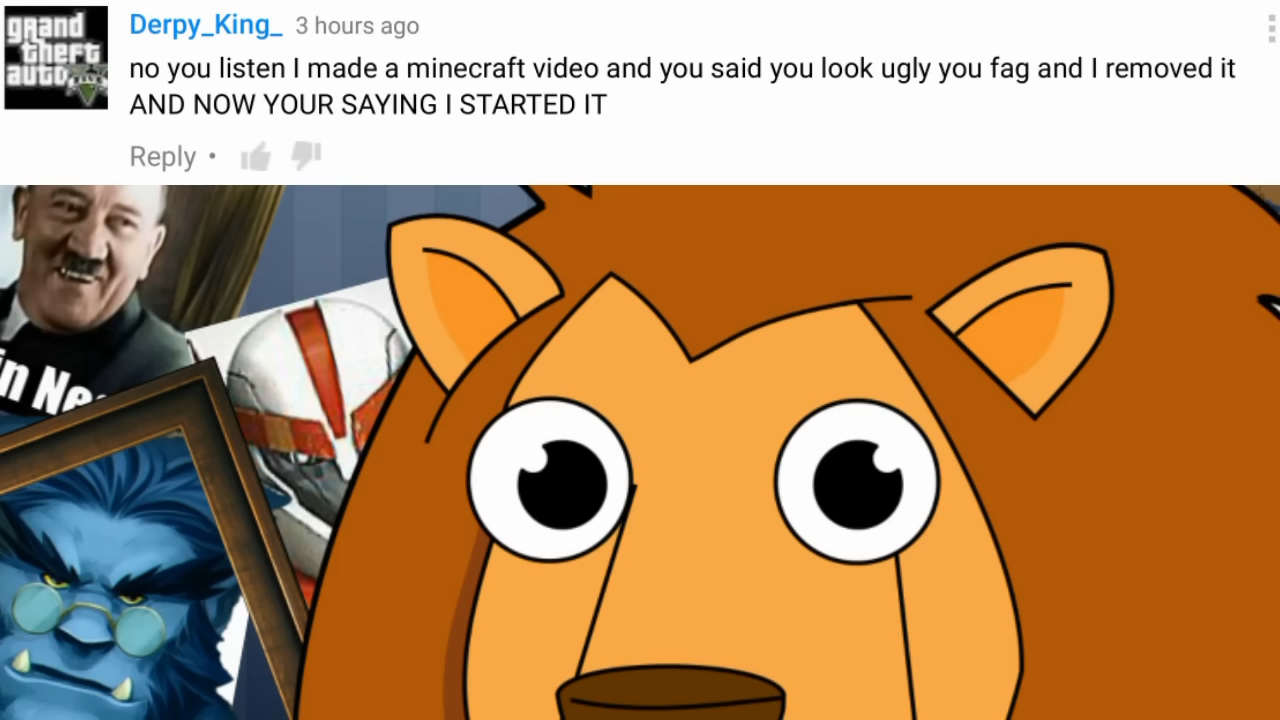 grand
theft
auto
V
Derpy_King_ 3 hours ago
no you listen I made a minecraft video and you said you look ugly you fag and I removed it
AND NOW YOUR SAYING I STARTED IT
Reply •
in Ne